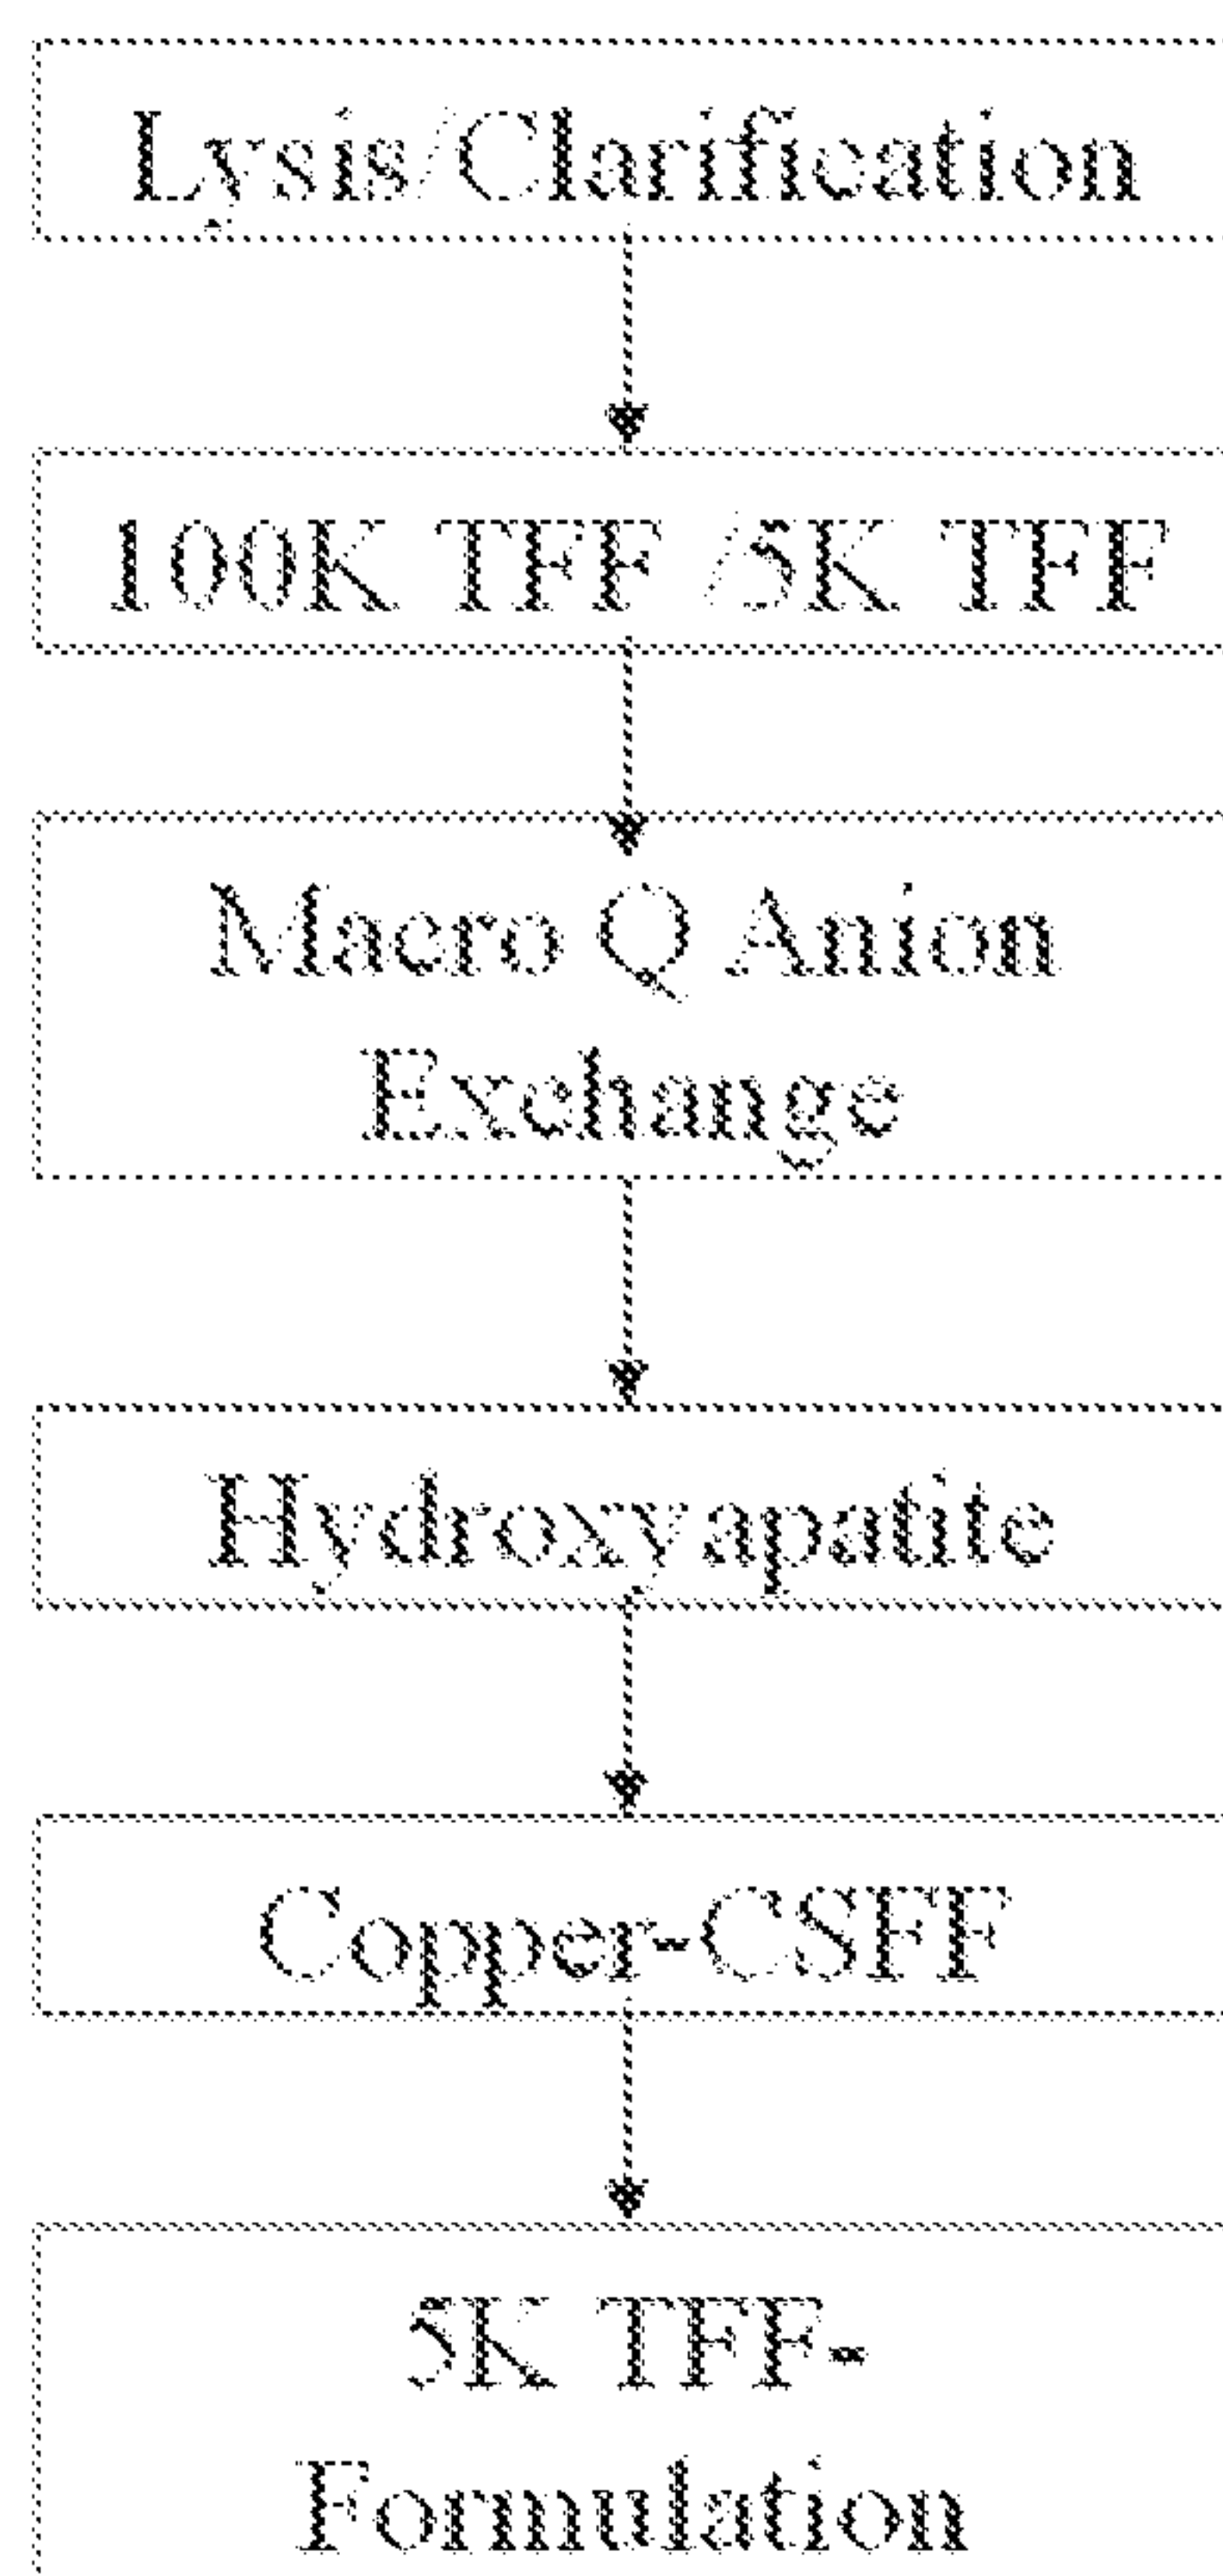 Lysis/Clarification
100K TFF /5K TFF
Macro Q Anion
Exchange
Hydroxyapatite
Copper-CSFF
5K TFF-
Formulation